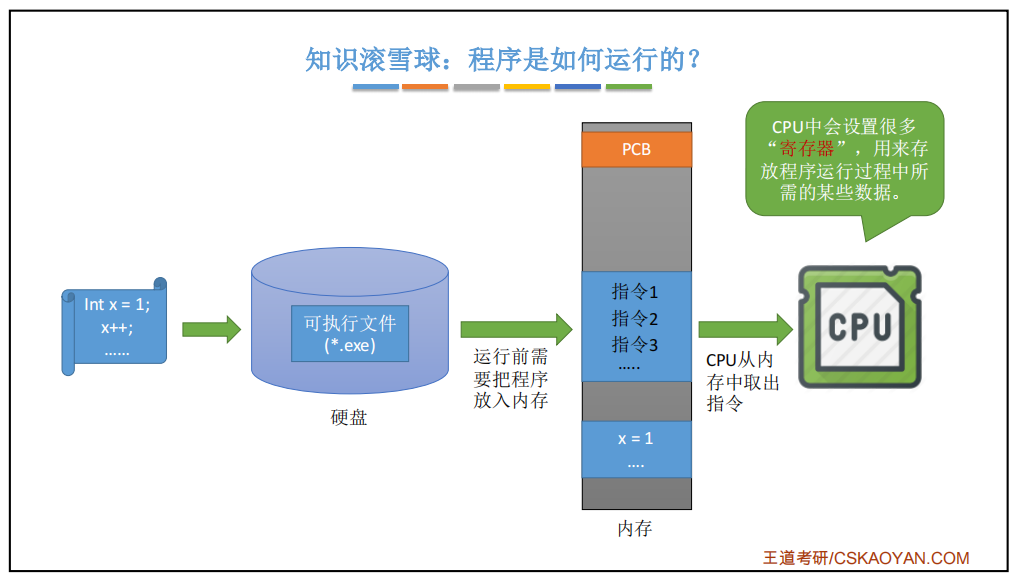 知识滚雪球：程序是如何运行的？
Int x = 1;
x++;
……
可执行文件
(*.exe)
硬盘
运行前需
要把程序
放入内存
PCB
指令1
指令2
指令3
…..
x = 1
….
内存
CPU从内
存中取出
指令
CPU中会设置很多
“寄存器”，用来存
放程序运行过程中所
需的某些数据。
CPU
王道考研/CSKAOYAN.COM